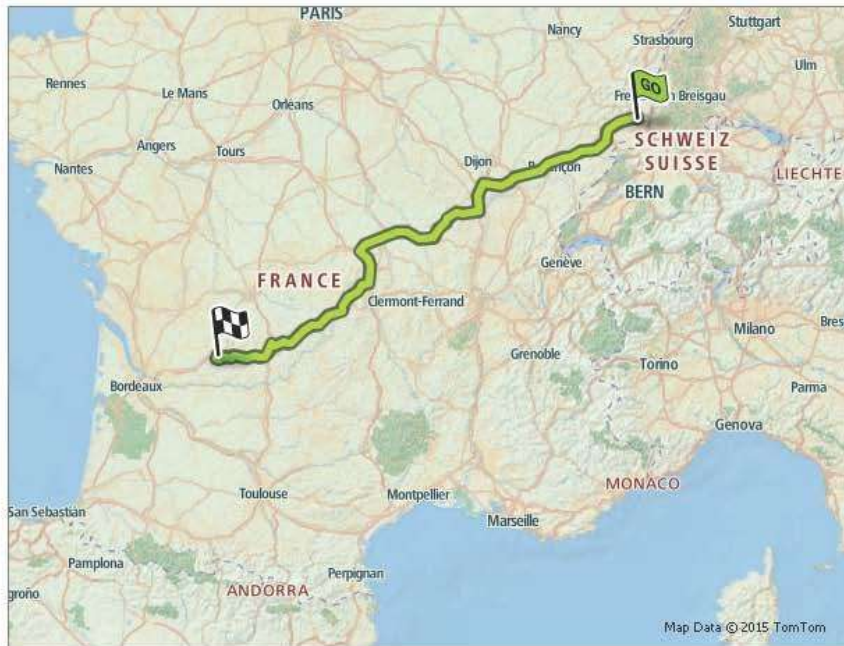 PARIS
Nancy
Strasbourg
Stuttgart
Ulm
Rennes
Le Mans
Orléans
GO
Breisgau
Angers
Tours
Nantes
Dijon
SCHWEIZ
SUISSE
LIECHTE
BERN
Genève
FRANCE
Clermont-Ferrand
Milano
Bres
Grenoble
Torino
Bordeaux
Parma
Genova
MONACO
Toulouse
Montpellier
Marseille
San Sebastián
Pamplona
Perpignan
groño
ANDORRA
Map Data © 2015 TomTom